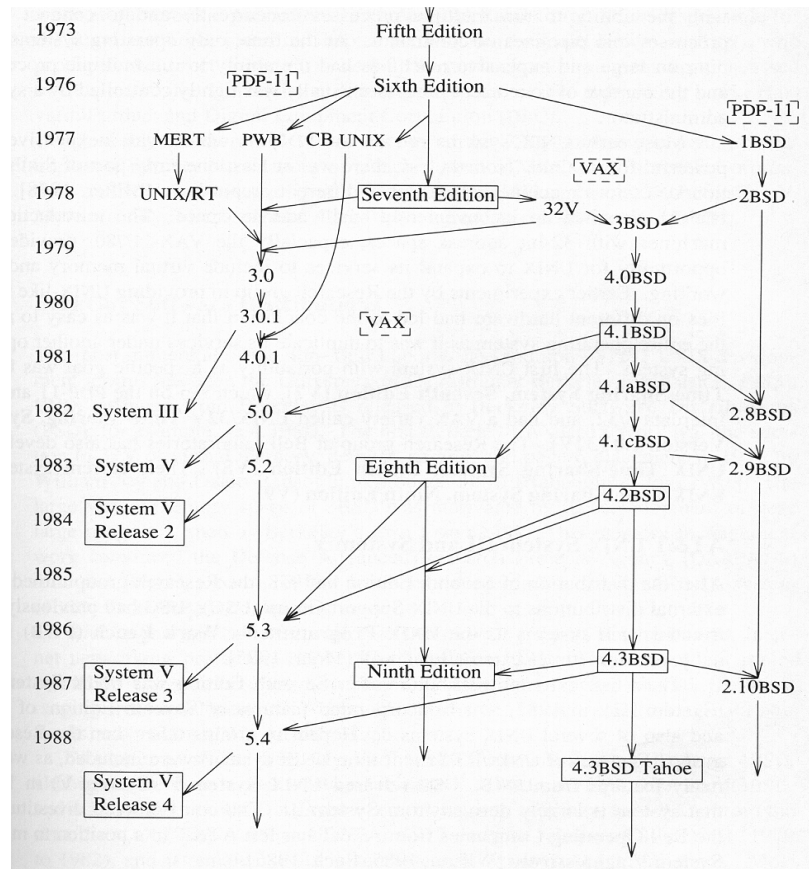 1973
Fifth Edition
1976
PDP-11
Sixth Edition
PDP-11
1977
MERT
PWB
CB UNIX
1BSD
VAX
1978
UNIX/RT
Seventh Edition
32V
3BSD
2BSD
1979
3.0
4.0BSD
1980
3.0.1
VAX
4.1BSD
1981
4.0.1
4.1aBSD
1982
System III
5.0
2.8BSD
4.1cBSD
1983
System V
5.2
Eighth Edition
2.9BSD
4.2BSD
1984
System V
Release 2
1985
1986
5.3
4.3BSD
1987
System V
Release 3
Ninth Edition
2.10BSD
1988
5.4
4.3BSD Tahoe
System V
Release 4